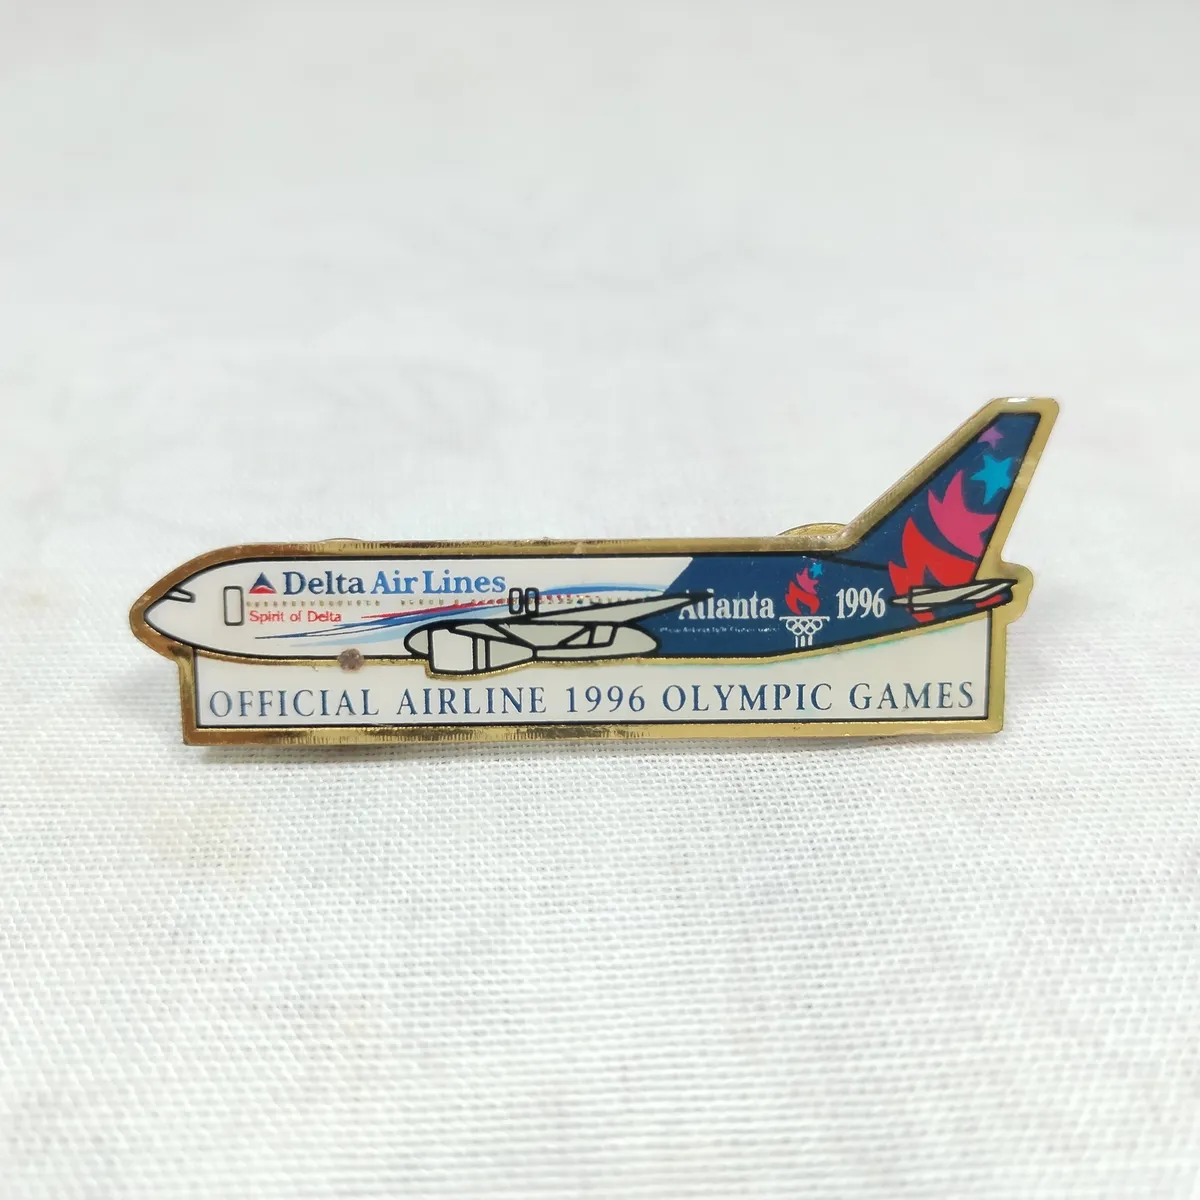 Delta Air Lines
Spirit of Delta
Atlanta 1996
OFFICIAL AIRLINE 1996 OLYMPIC GAMES